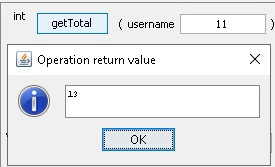 int getTotal ( username 11 )
Operation return value
13
OK